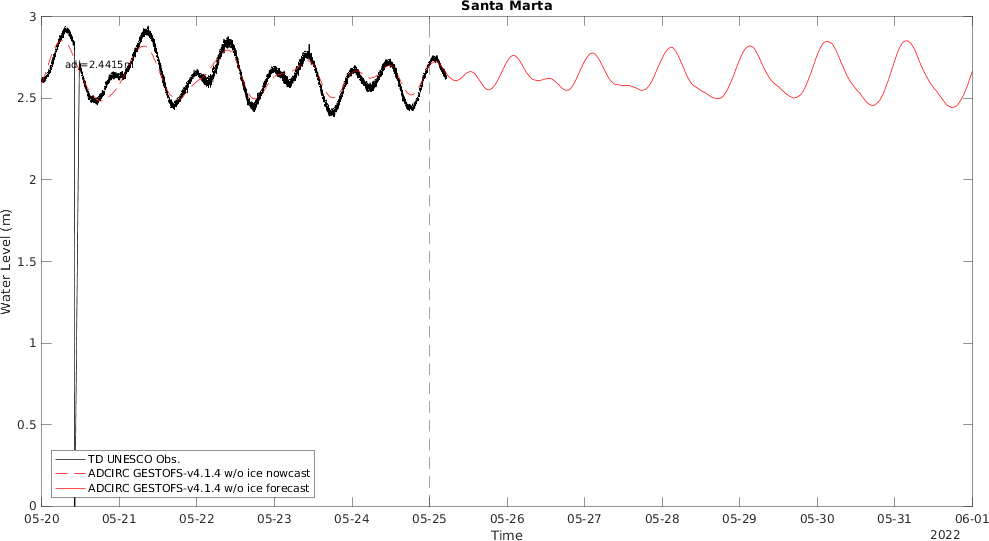 Santa Marta
3
2.5
2
1.5
1
0.5
0
Water Level (m)
adj=2.4415m
TD UNESCO Obs.
ADCIRC GESTOFS-v4.1.4 w/o ice nowcast
ADCIRC GESTOFS-v4.1.4 w/o ice forecast
05-20 05-21 05-22 05-23 05-24 05-25 05-26 05-27 05-28 05-29 05-30 05-31 06-01
Time
2022